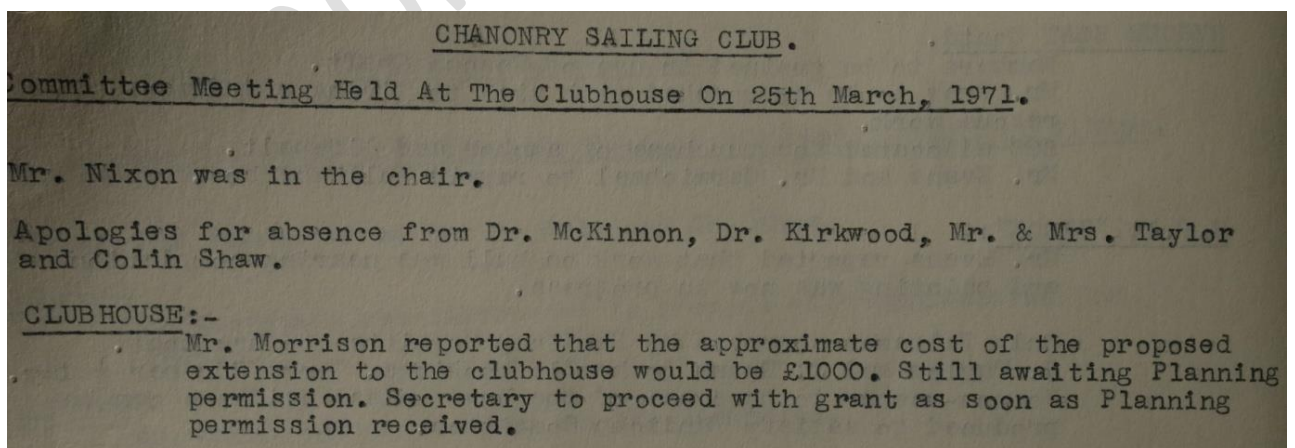 CHANONRY SAILING CLUB.
Committee Meeting Held At The Clubhouse On 25th March, 1971.
Mr. Nixon was in the chair.
Apologies for absence from Dr. McKinnon, Dr. Kirkwood, Mr. & Mrs. Taylor
and Colin Shaw.
CLUBHOUSE:-
Mr. Morrison reported that the approximate cost of the proposed
extension to the clubhouse would be £1000. Still awaiting Planning
permission. Secretary to proceed with grant as soon as Planning
permission received.